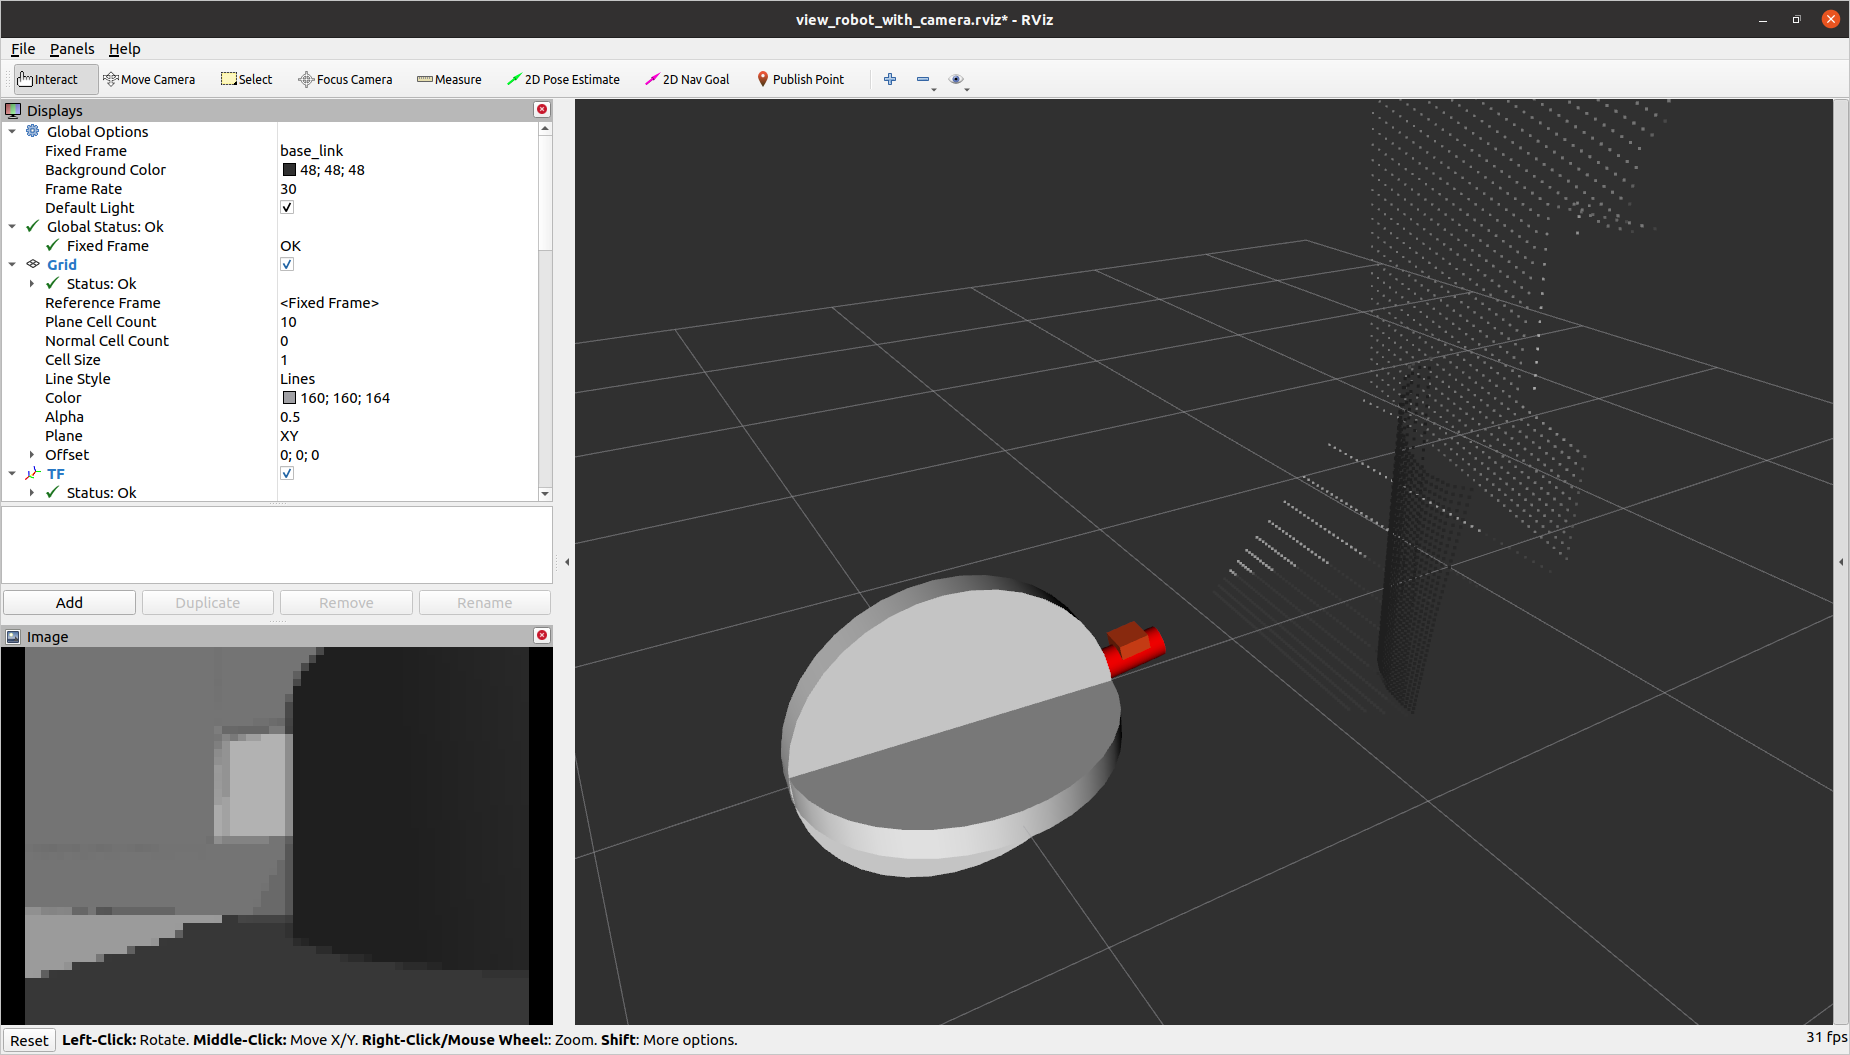 view_robot_with_camera.rviz* - RViz
File Panels Help
Interact Move Camera Select Focus Camera Measure 2D Pose Estimate 2D Nav Goal Publish Point
Displays
Global Options
Fixed Frame base_link
Background Color 48; 48; 48
Frame Rate 30
Default Light
Global Status: Ok
Fixed Frame OK
Grid
Status: Ok
Reference Frame <Fixed Frame>
Plane Cell Count 10
Normal Cell Count 0
Cell Size 1
Line Style Lines
Color 160; 160; 164
Alpha 0.5
Plane XY
Offset 0; 0; 0
TF
Status: Ok
Add Duplicate Remove Rename
Image
Reset Left-Click: Rotate. Middle-Click: Move X/Y. Right-Click/Mouse Wheel:: Zoom. Shift: More options. 31 fps